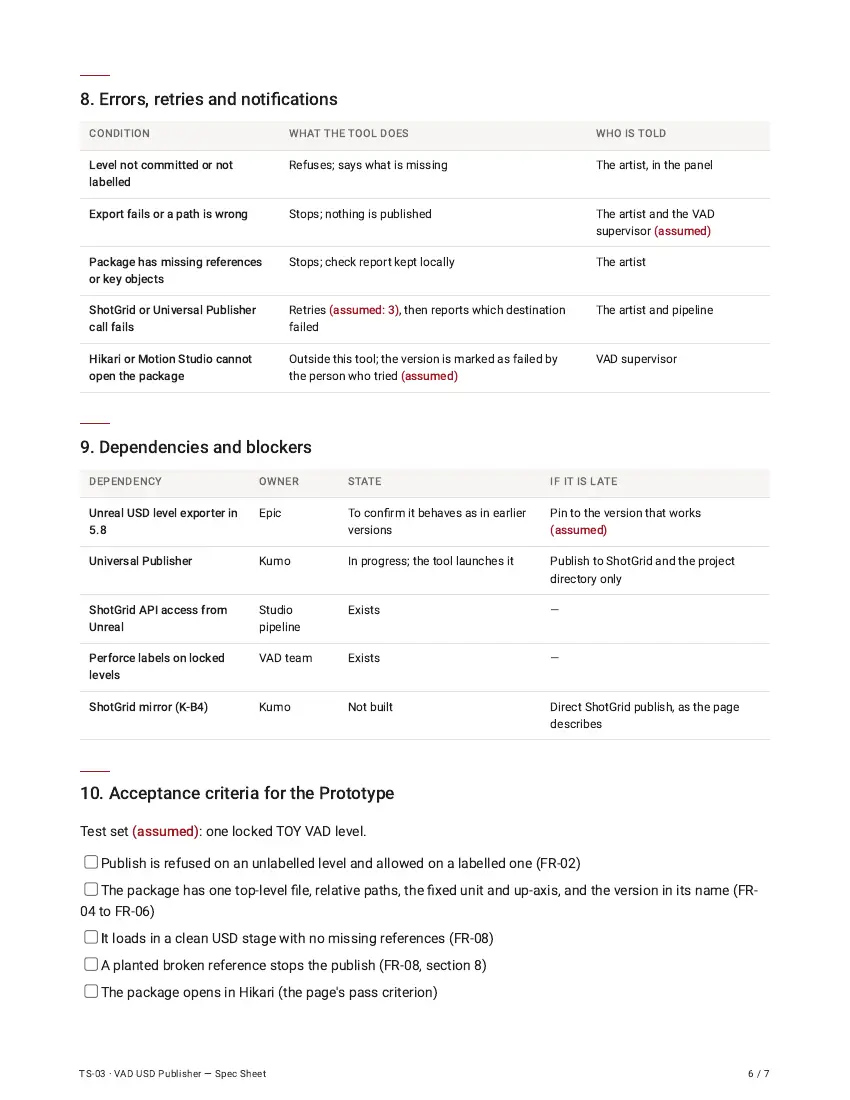 8. Errors, retries and notifications
CONDITION WHAT THE TOOL DOES WHO IS TOLD
Level not committed or not labelled Refuses; says what is missing The artist, in the panel
Export fails or a path is wrong Stops; nothing is published The artist and the VAD supervisor (assumed)
Package has missing references or key objects Stops; check report kept locally The artist
ShotGrid or Universal Publisher call fails Retries (assumed: 3), then reports which destination failed The artist and pipeline
Hikari or Motion Studio cannot open the package Outside this tool; the version is marked as failed by the person who tried (assumed) VAD supervisor
9. Dependencies and blockers
DEPENDENCY OWNER STATE IF IT IS LATE
Unreal USD level exporter in 5.8 Epic To confirm it behaves as in earlier versions Pin to the version that works (assumed)
Universal Publisher Kumo In progress; the tool launches it Publish to ShotGrid and the project directory only
ShotGrid API access from Unreal Studio pipeline Exists —
Perforce labels on locked levels VAD team Exists —
ShotGrid mirror (K-B4) Kumo Not built Direct ShotGrid publish, as the page describes
10. Acceptance criteria for the Prototype
Test set (assumed): one locked TOY VAD level.
Publish is refused on an unlabelled level and allowed on a labelled one (FR-02)
The package has one top-level file, relative paths, the fixed unit and up-axis, and the version in its name (FR-
04 to FR-06)
It loads in a clean USD stage with no missing references (FR-08)
A planted broken reference stops the publish (FR-08, section 8)
The package opens in Hikari (the page's pass criterion)
TS-03 · VAD USD Publisher — Spec Sheet 6 / 7